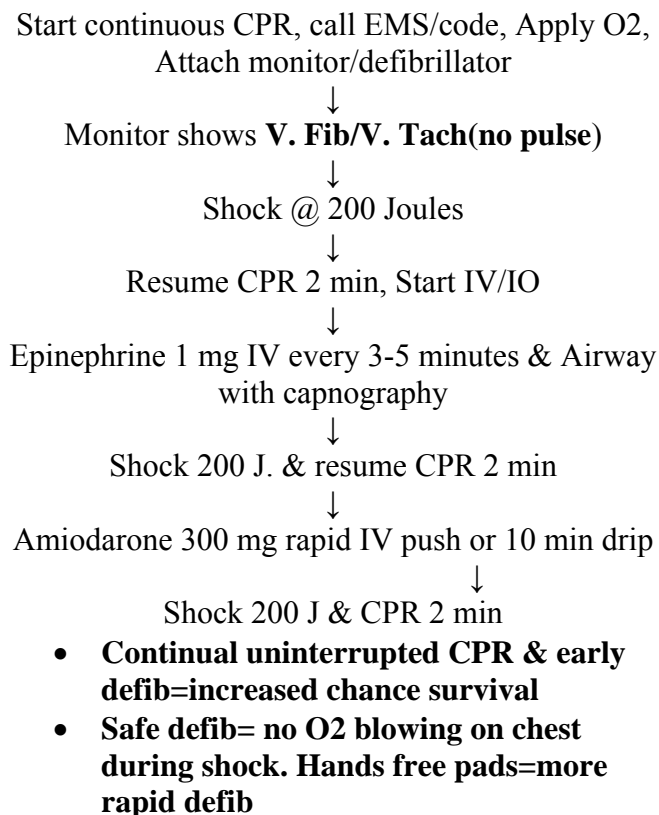 Start continuous CPR, call EMS/code, Apply O2,
Attach monitor/defibrillator
↓
Monitor shows V. Fib/V. Tach(no pulse)
↓
Shock @ 200 Joules
↓
Resume CPR 2 min, Start IV/IO
↓
Epinephrine 1 mg IV every 3-5 minutes & Airway
with capnography
↓
Shock 200 J. & resume CPR 2 min
↓
Amiodarone 300 mg rapid IV push or 10 min drip
↓
Shock 200 J & CPR 2 min
• Continual uninterrupted CPR & early
defib=increased chance survival
• Safe defib= no O2 blowing on chest
during shock. Hands free pads=more
rapid defib